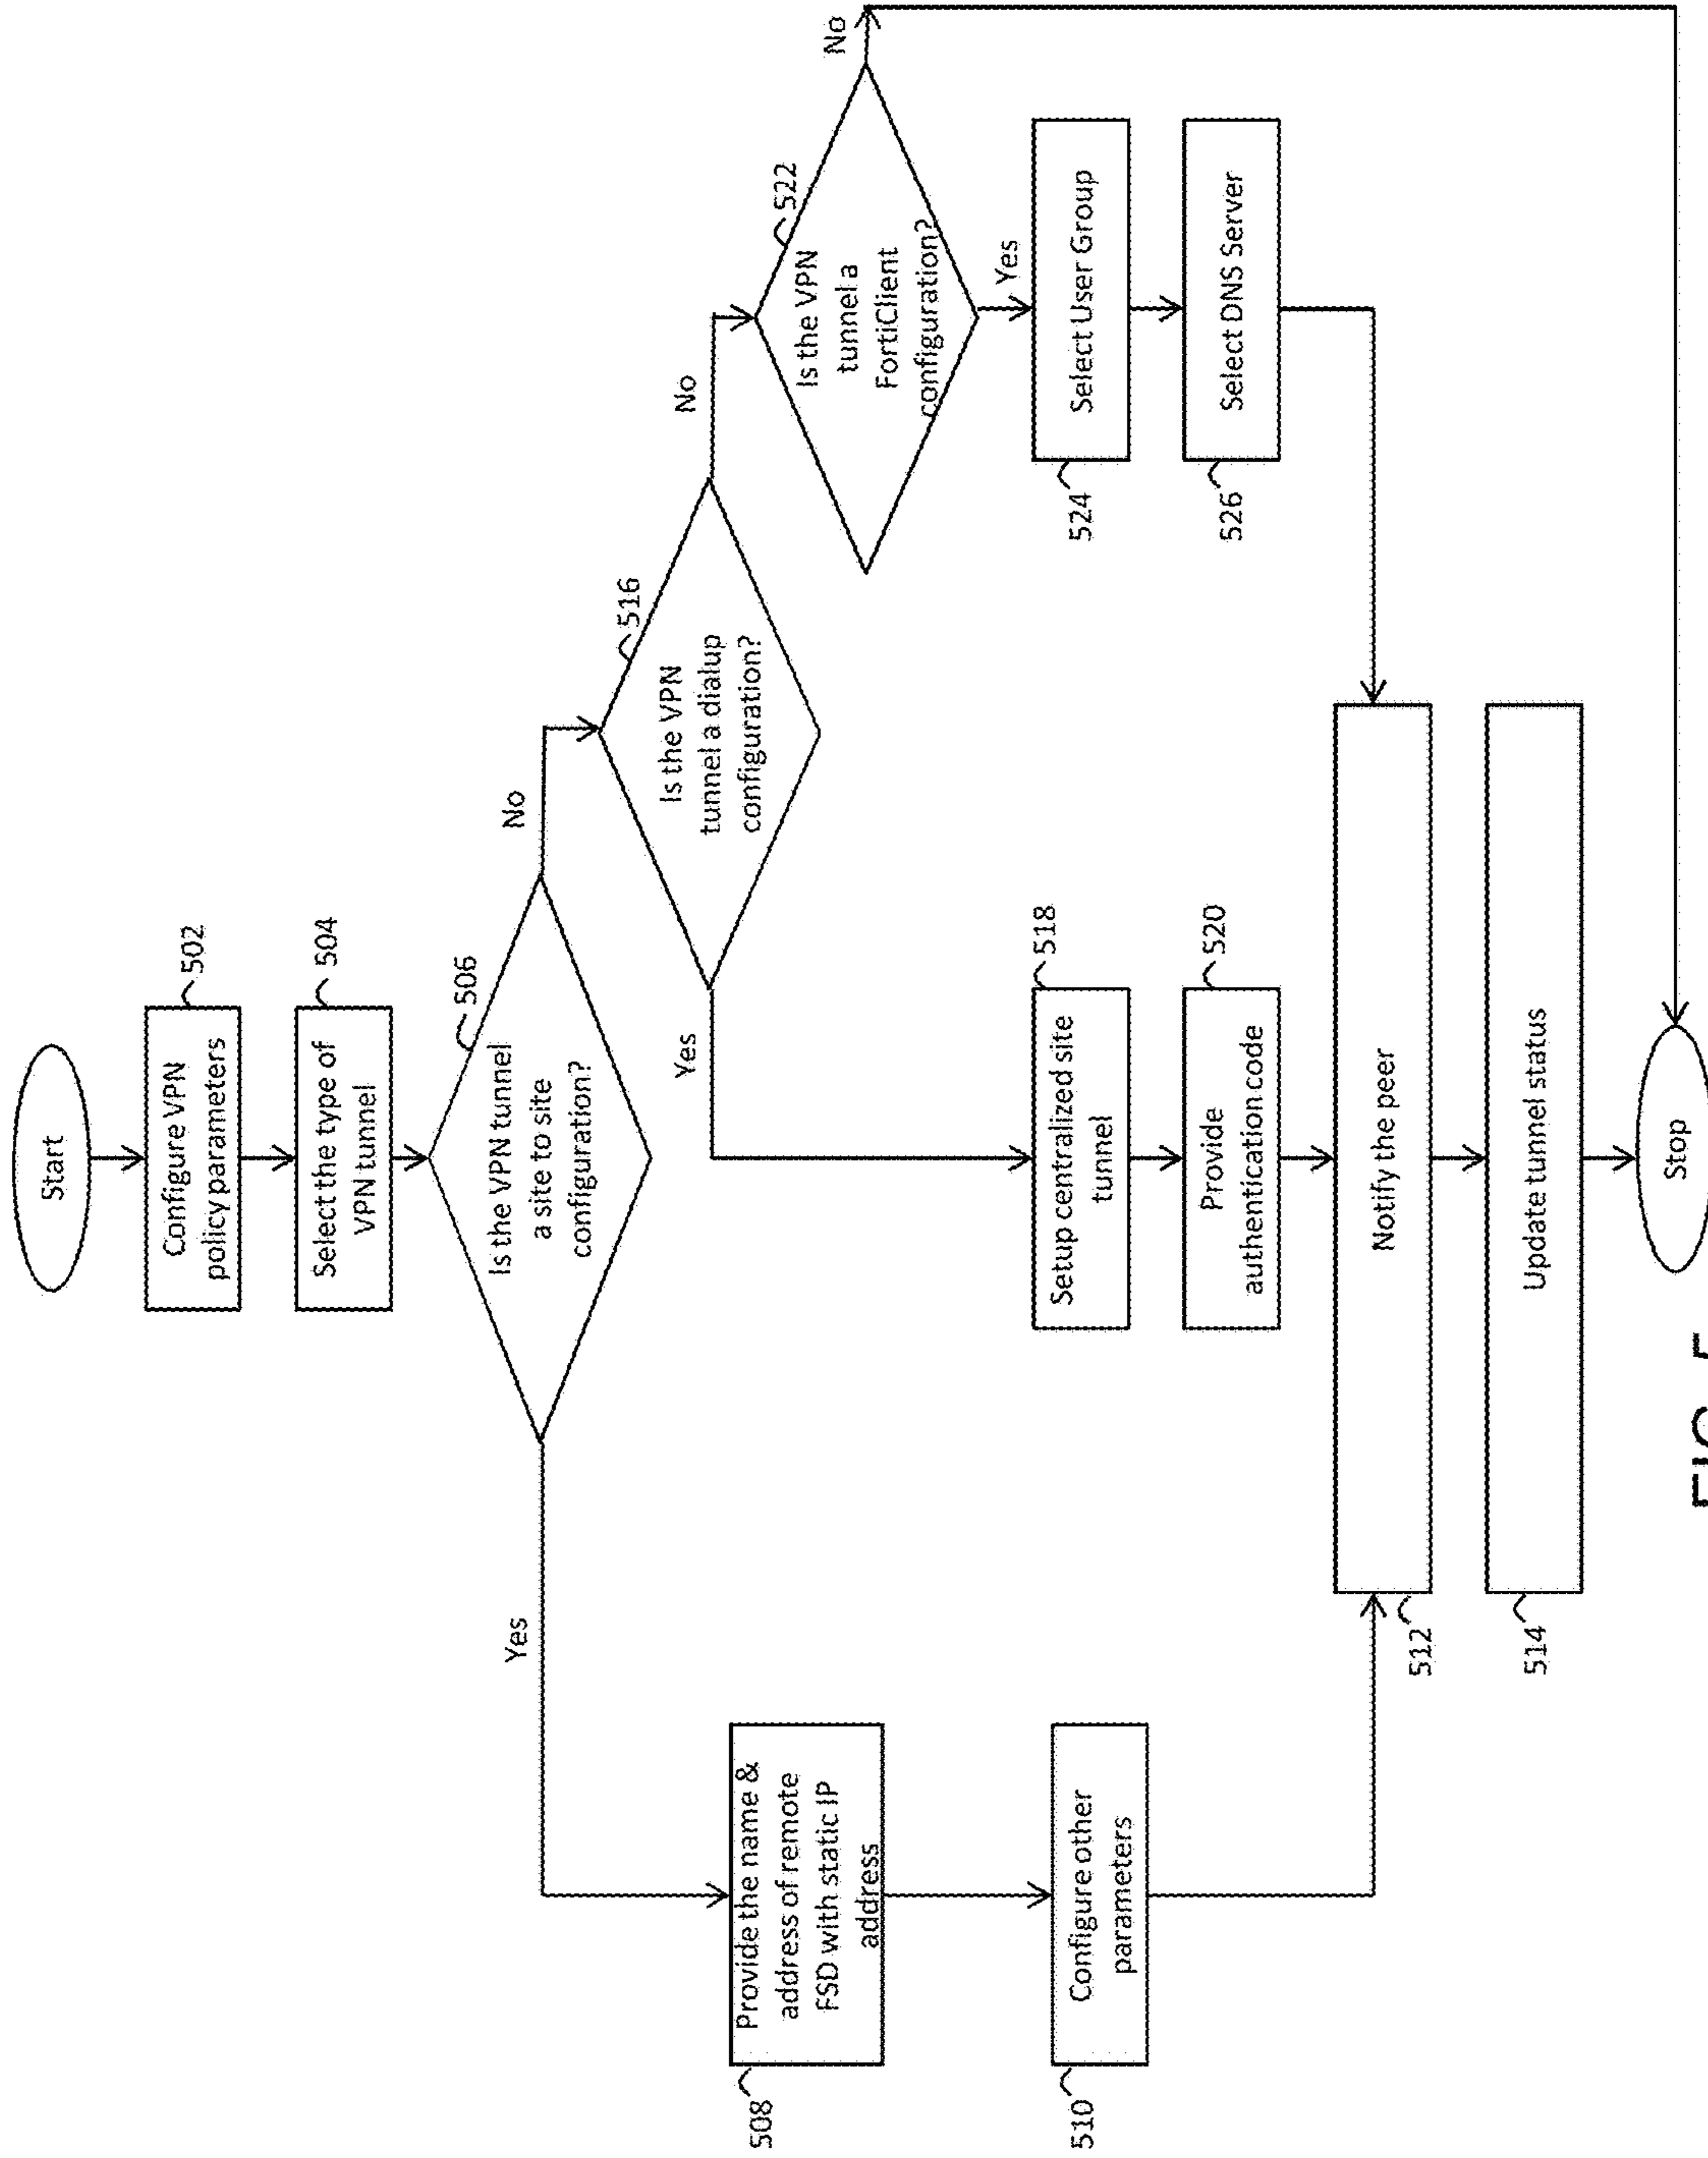 Start
Configure VPN
policy parameters
502
Select the type of
VPN tunnel
504
Is the VPN tunnel
a site to site
configuration?
506
Yes
No
Is the VPN
tunnel a dialup
configuration?
516
Yes
No
Is the VPN
tunnel a
FortiClient
configuration?
522
No
Yes
Provide the name &
address of remote
FSD with static IP
address
508
Configure other
parameters
510
Setup centralized site
tunnel
518
Provide
authentication code
520
Select User Group
524
Select DNS Server
526
Notify the peer
512
Update tunnel status
514
Stop